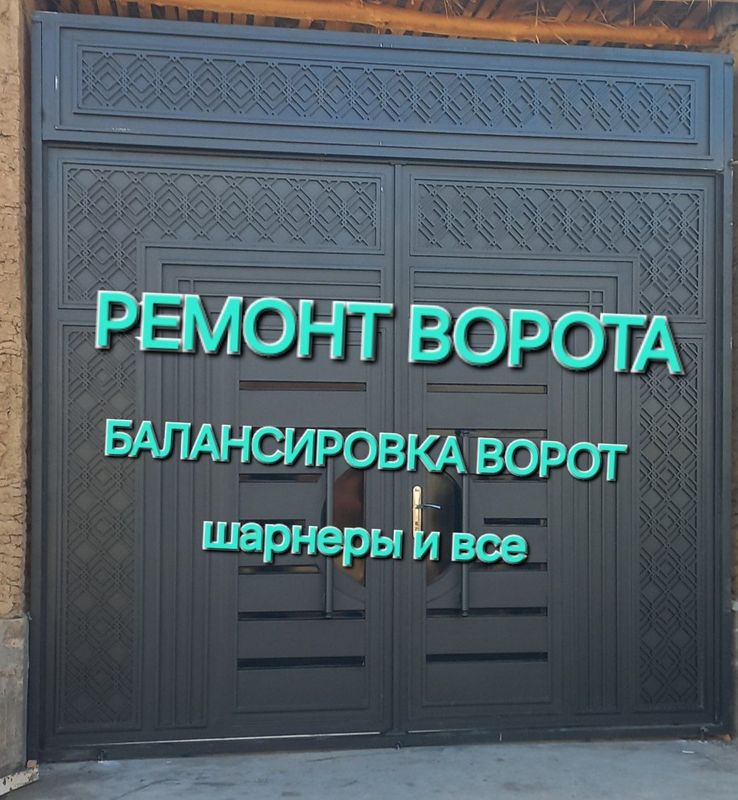 РЕМОНТ ВОРОТА
БАЛАНСИРОВКА ВОРОТ
шарнеры и все